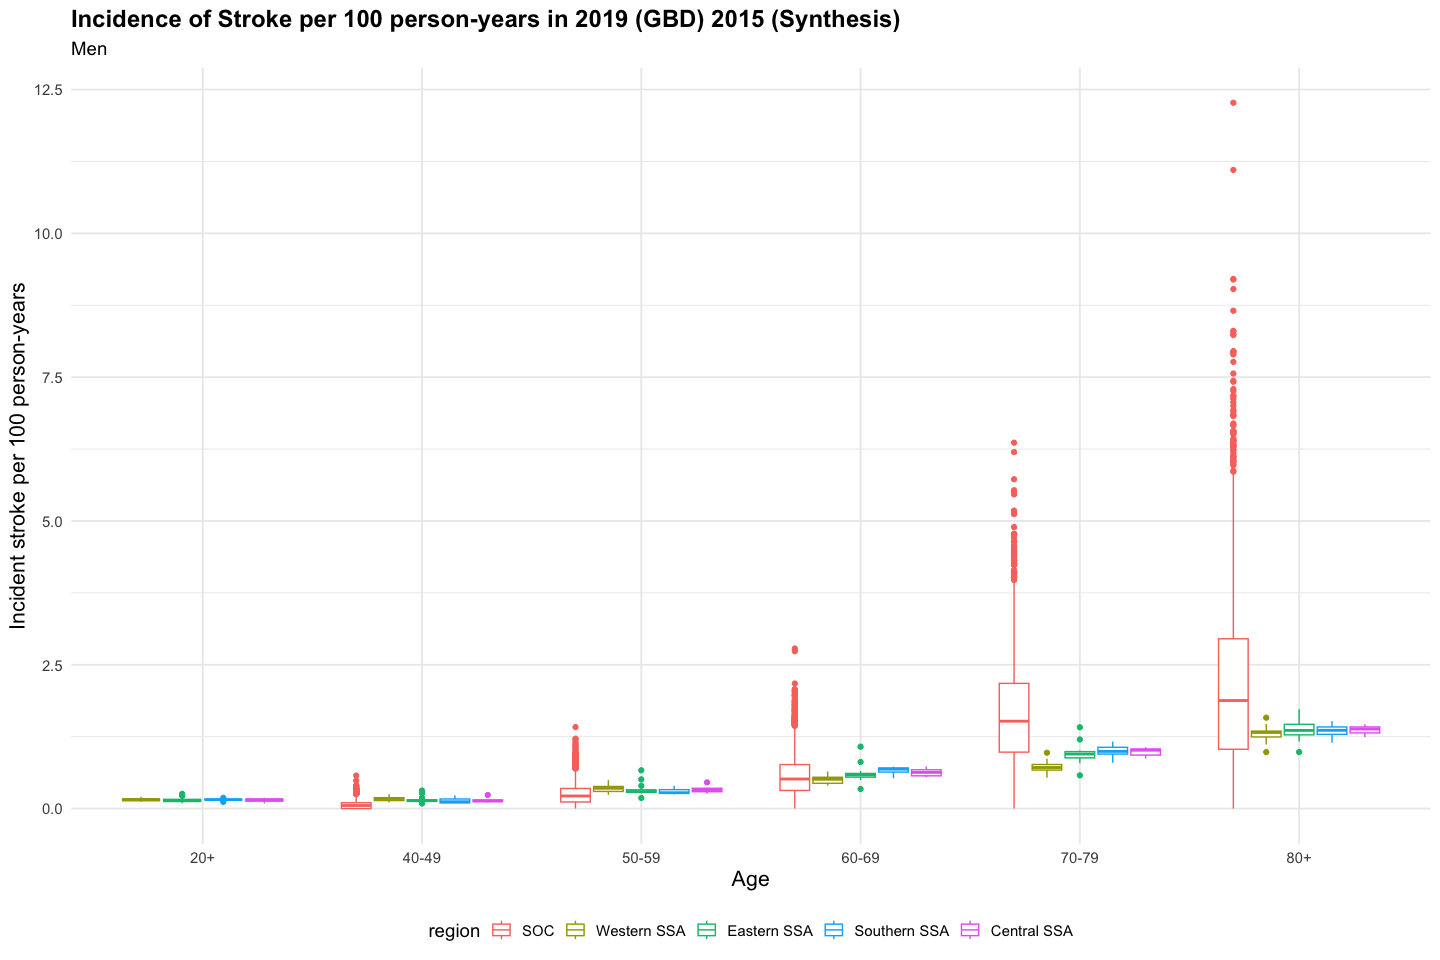 Incidence of Stroke per 100 person-years in 2019 (GBD) 2015 (Synthesis)
Men
Incident stroke per 100 person-years
12.5
10.0
7.5
5.0
2.5
0.0
20+ 40-49 50-59 60-69 70-79 80+
Age
region SOC Western SSA Eastern SSA Southern SSA Central SSA